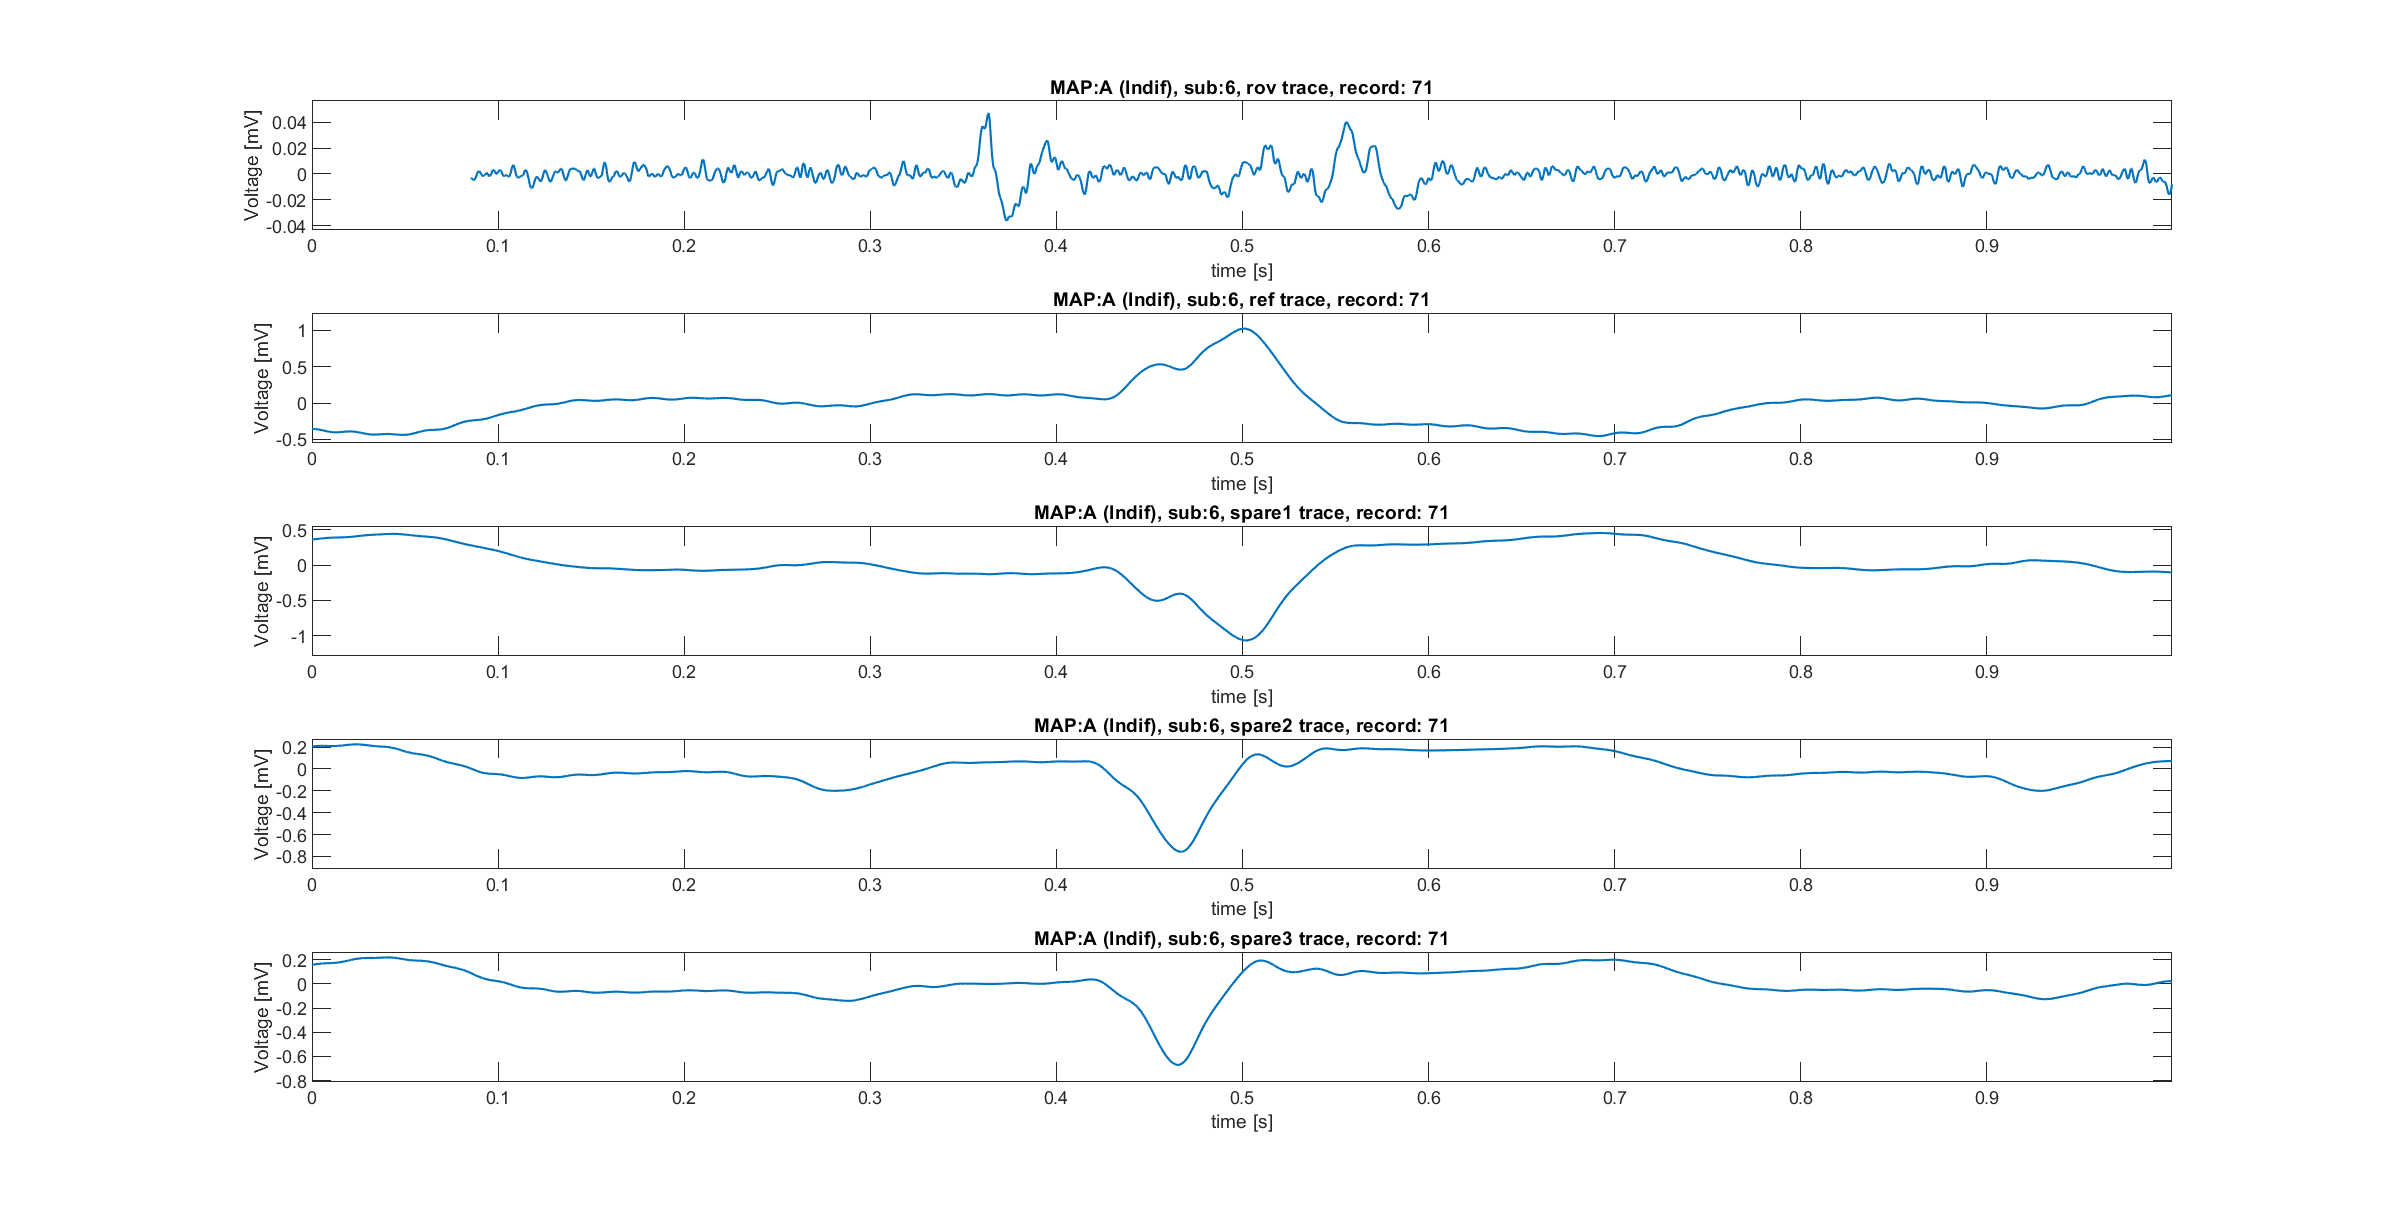 MAP:A (Indif), sub:6, rov trace, record: 71
Voltage [mV]
0.04
0.02
0
-0.02
-0.04
0 0.1 0.2 0.3 0.4 0.5 0.6 0.7 0.8 0.9
time [s]
MAP:A (Indif), sub:6, ref trace, record: 71
Voltage [mV]
1
0.5
0
-0.5
0 0.1 0.2 0.3 0.4 0.5 0.6 0.7 0.8 0.9
time [s]
MAP:A (Indif), sub:6, spare1 trace, record: 71
Voltage [mV]
0.5
0
-0.5
-1
0 0.1 0.2 0.3 0.4 0.5 0.6 0.7 0.8 0.9
time [s]
MAP:A (Indif), sub:6, spare2 trace, record: 71
Voltage [mV]
0.2
0
-0.2
-0.4
-0.6
-0.8
0 0.1 0.2 0.3 0.4 0.5 0.6 0.7 0.8 0.9
time [s]
MAP:A (Indif), sub:6, spare3 trace, record: 71
Voltage [mV]
0.2
0
-0.2
-0.4
-0.6
-0.8
0 0.1 0.2 0.3 0.4 0.5 0.6 0.7 0.8 0.9
time [s]